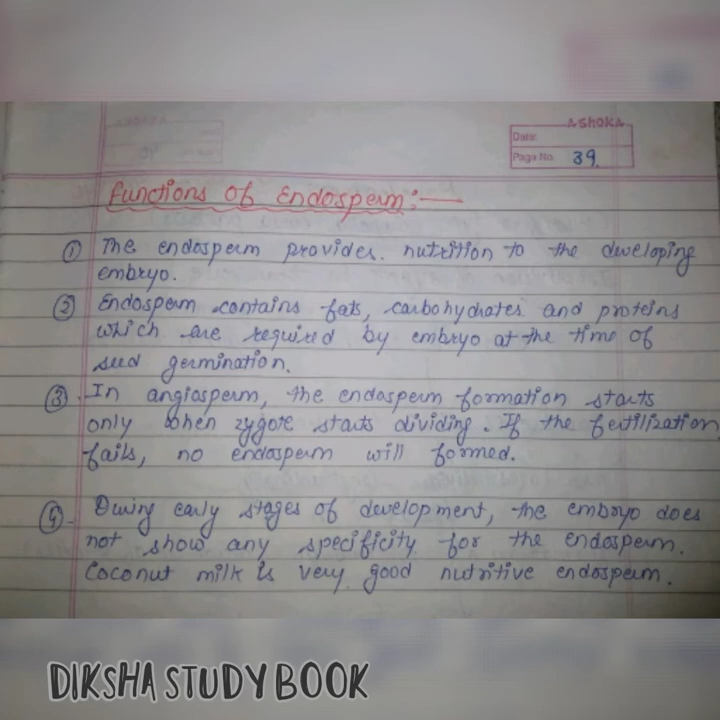 ASHOKA
Date:
Page No. 39.
Functions of Endosperm:—
① The endosperm provides. nutrition to the developing
embryo.
② Endosperm contains fats, carbohydrates and proteins
which are required by embryo at the time of
seed germination.
③. In angiosperm, the endosperm formation starts
only when zygote starts dividing. If the fertilization
fails, no endosperm will formed.
④. During early stages of development, the embryo does
not show any specificity for the endosperm.
Coconut milk is very good nutritive endosperm.
DIKSHA STUDY BOOK